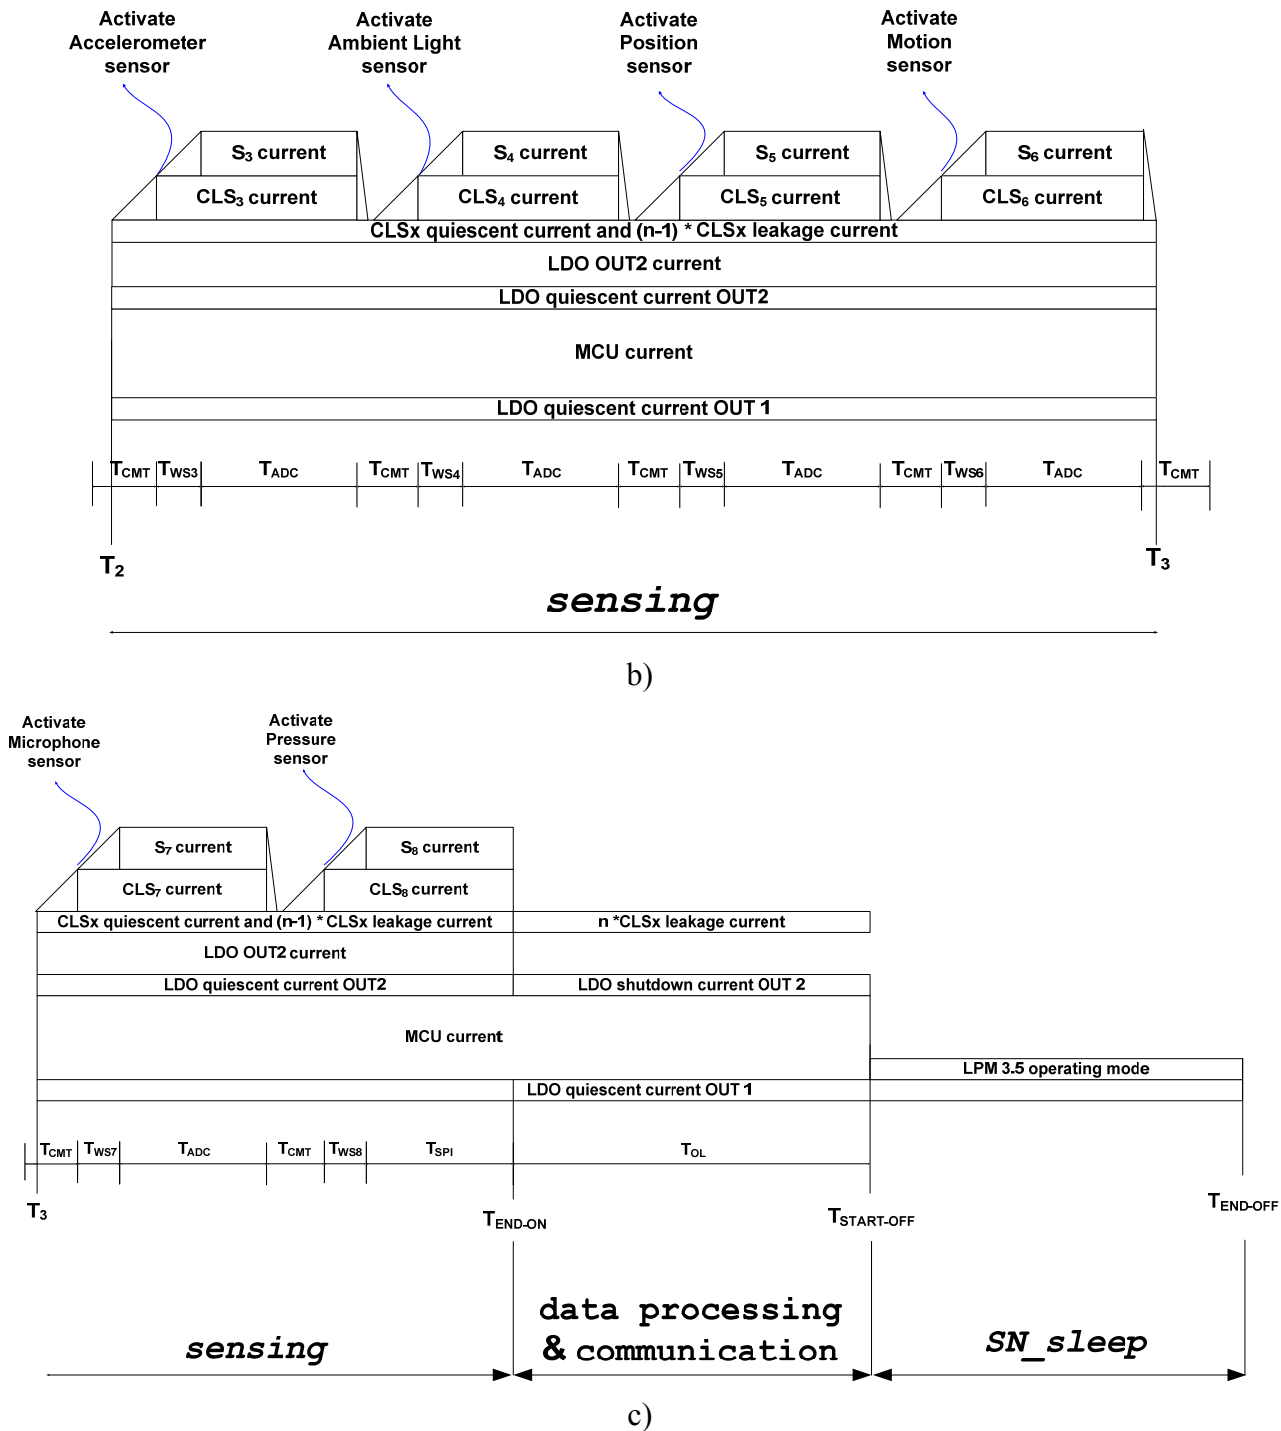 Activate
Accelerometer
sensor
Activate
Ambient Light
sensor
Activate
Position
sensor
Activate
Motion
sensor
S3 current
S4 current
S5 current
S6 current
CLS3 current
CLS4 current
CLS5 current
CLS6 current
CLSx quiescent current and (n-1) * CLSx leakage current
LDO OUT2 current
LDO quiescent current OUT2
MCU current
LDO quiescent current OUT 1
TCMT TWS3 TADC TCMT TWS4 TADC TCMT TWS5 TADC TCMT TWS6 TADC TCMT
T2
T3
sensing
b)
Activate
Microphone
sensor
Activate
Pressure
sensor
S7 current
S8 current
CLS7 current
CLS8 current
CLSx quiescent current and (n-1) * CLSx leakage current
n *CLSx leakage current
LDO OUT2 current
LDO quiescent current OUT2
LDO shutdown current OUT 2
MCU current
LPM 3.5 operating mode
LDO quiescent current OUT 1
TCMT TWS7 TADC TCMT TWS8 TSPI TOL
T3
TEND-ON
TSTART-OFF
TEND-OFF
sensing
data processing
& communication
SN_sleep
c)